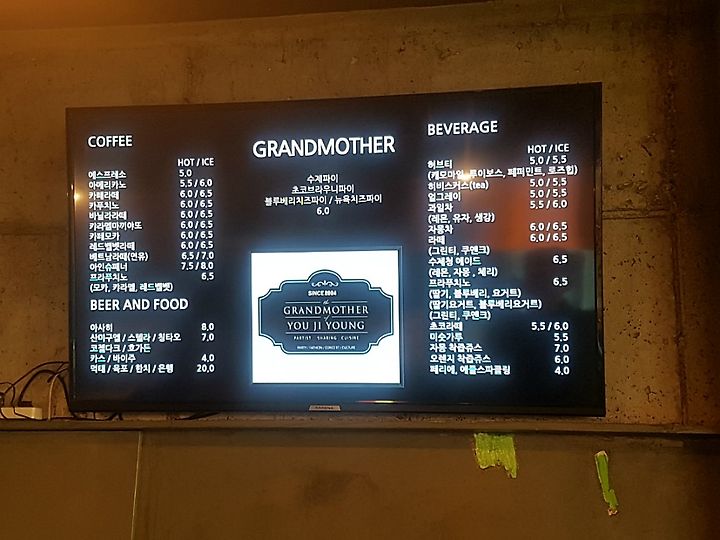 COFFEE
HOT / ICE
에스프레소 5.0
아메리카노 5.5 / 6.0
카페라떼 6.0 / 6.5
카푸치노 6.0 / 6.5
바닐라라떼 6.0 / 6.5
카라멜마끼야또 6.0 / 6.5
카페모카 6.0 / 6.5
레드벨벳라떼 6.0 / 6.5
베트남라떼(연유) 6.5 / 7.0
아인슈페너 7.5 / 8.0
프라푸치노 6.5
(모카, 카라멜, 레드벨벳)
BEER AND FOOD
아사히 8.0
산미구엘 / 스텔라 / 칭타오 7.0
코젤다크 / 호가든
카스 / 바이주 4.0
먹태 / 육포 / 한치 / 은행 20.0
GRANDMOTHER
수제파이
초코브라우니파이
블루베리치즈파이 / 뉴욕치즈파이
6.0
SINCE 2004
the
GRANDMOTHER
of
YOU JI YOUNG
PARTIST SHARING CUISINE
PARTY / FASHION / CONCERT / CULTURE
BEVERAGE
HOT / ICE
허브티 5.0 / 5.5
(캐모마일, 루이보스, 페퍼민트, 로즈힙)
히비스커스(tea) 5.0 / 5.5
얼그레이 5.0 / 5.5
과일차 5.5 / 6.0
(레몬, 유자, 생강)
자몽차 6.0 / 6.5
라떼 6.0 / 6.5
(그린티, 쿠앤크)
수제청 에이드 6.5
(레몬, 자몽, 체리)
프라푸치노 6.5
(딸기, 블루베리, 요거트)
(딸기요거트, 블루베리요거트)
(그린티, 쿠앤크)
초코라떼 5.5 / 6.0
미숫가루 5.5
자몽 착즙쥬스 7.0
오렌지 착즙쥬스 6.0
페리에, 애플스파클링 4.0